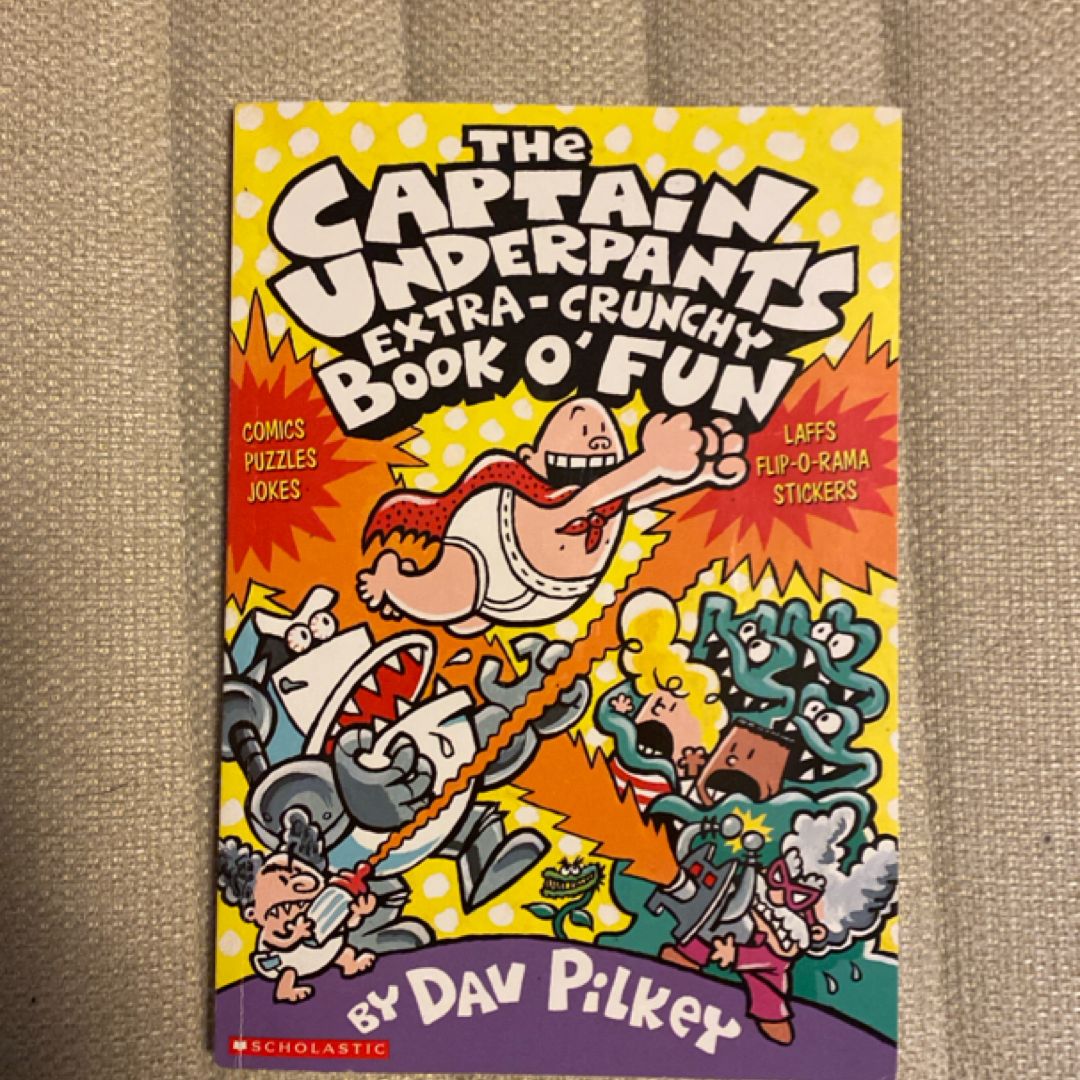 THe
CAPTAiN
UNDERPANTS
EXTRA-CRUNCHY
BOOK O' FUN
COMICS
PUZZLES
JOKES
LAFFS
FLIP-O-RAMA
STICKERS
BY DAV PiLKEY
SCHOLASTIC